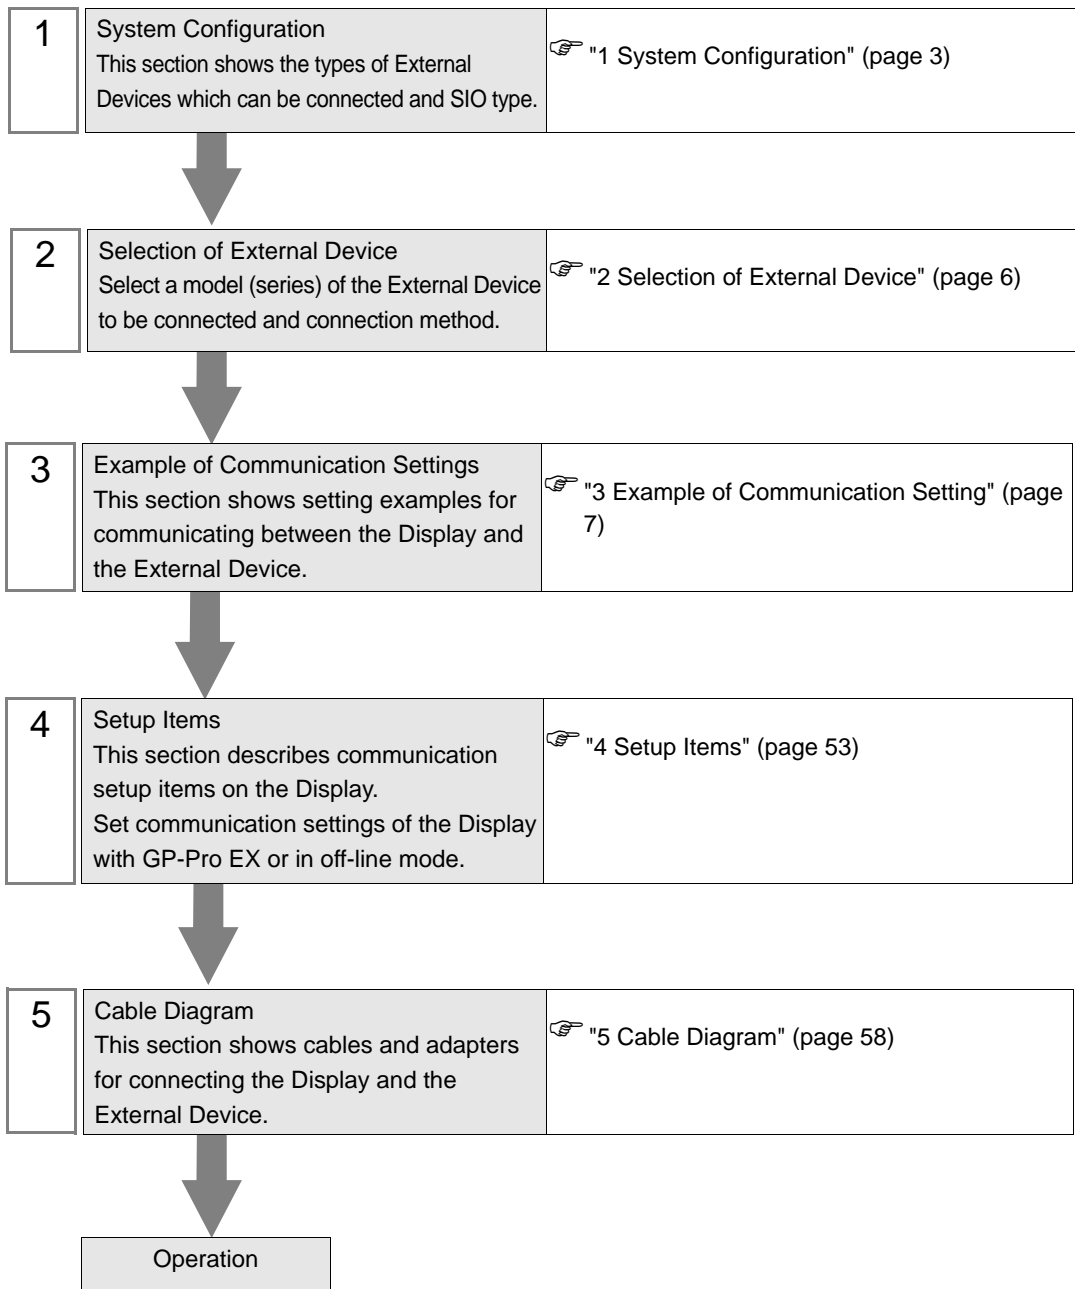 1
System Configuration
This section shows the types of External
Devices which can be connected and SIO type.
"1 System Configuration" (page 3)
2
Selection of External Device
Select a model (series) of the External Device
to be connected and connection method.
"2 Selection of External Device" (page 6)
3
Example of Communication Settings
This section shows setting examples for
communicating between the Display and
the External Device.
"3 Example of Communication Setting" (page
7)
4
Setup Items
This section describes communication
setup items on the Display.
Set communication settings of the Display
with GP-Pro EX or in off-line mode.
"4 Setup Items" (page 53)
5
Cable Diagram
This section shows cables and adapters
for connecting the Display and the
External Device.
"5 Cable Diagram" (page 58)
Operation